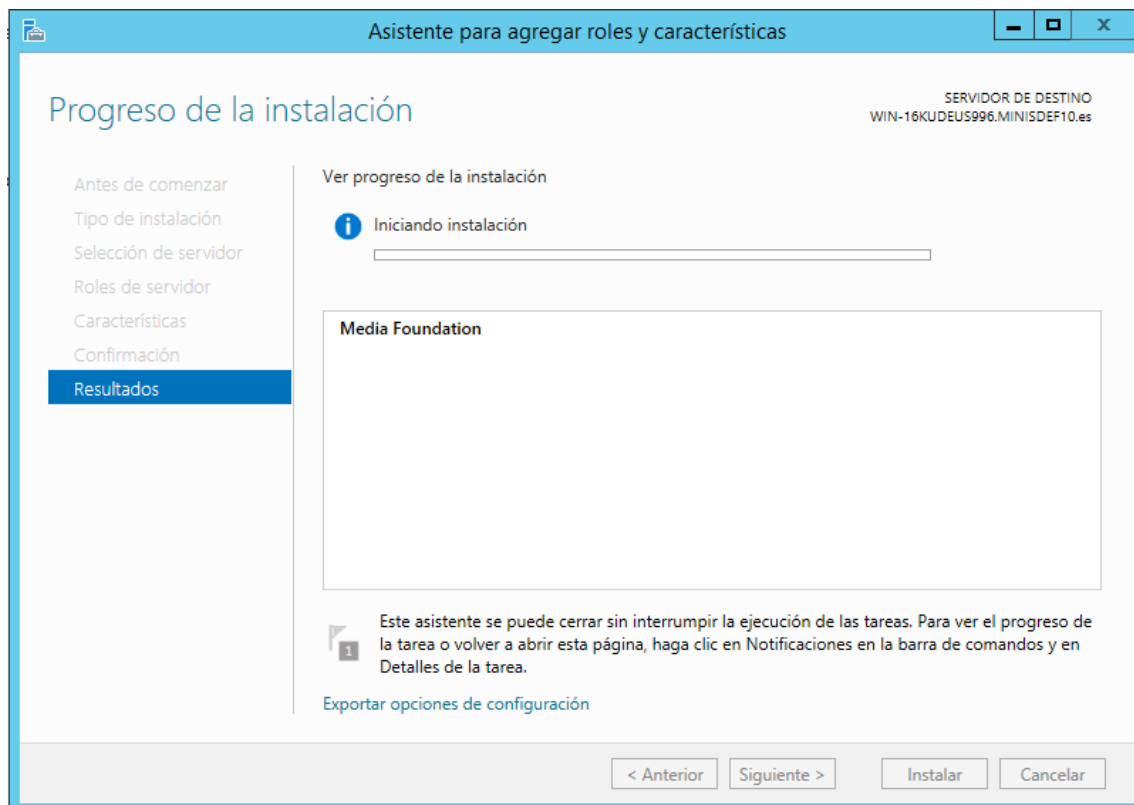 Asistente para agregar roles y características
Progreso de la instalación
SERVIDOR DE DESTINO
WIN-16KUDEUS996.MINISDEF10.es
Antes de comenzar
Tipo de instalación
Selección de servidor
Roles de servidor
Características
Confirmación
Resultados
Ver progreso de la instalación
Iniciando instalación
Media Foundation
1
Este asistente se puede cerrar sin interrumpir la ejecución de las tareas. Para ver el progreso de
la tarea o volver a abrir esta página, haga clic en Notificaciones en la barra de comandos y en
Detalles de la tarea.
Exportar opciones de configuración
< Anterior
Siguiente >
Instalar
Cancelar